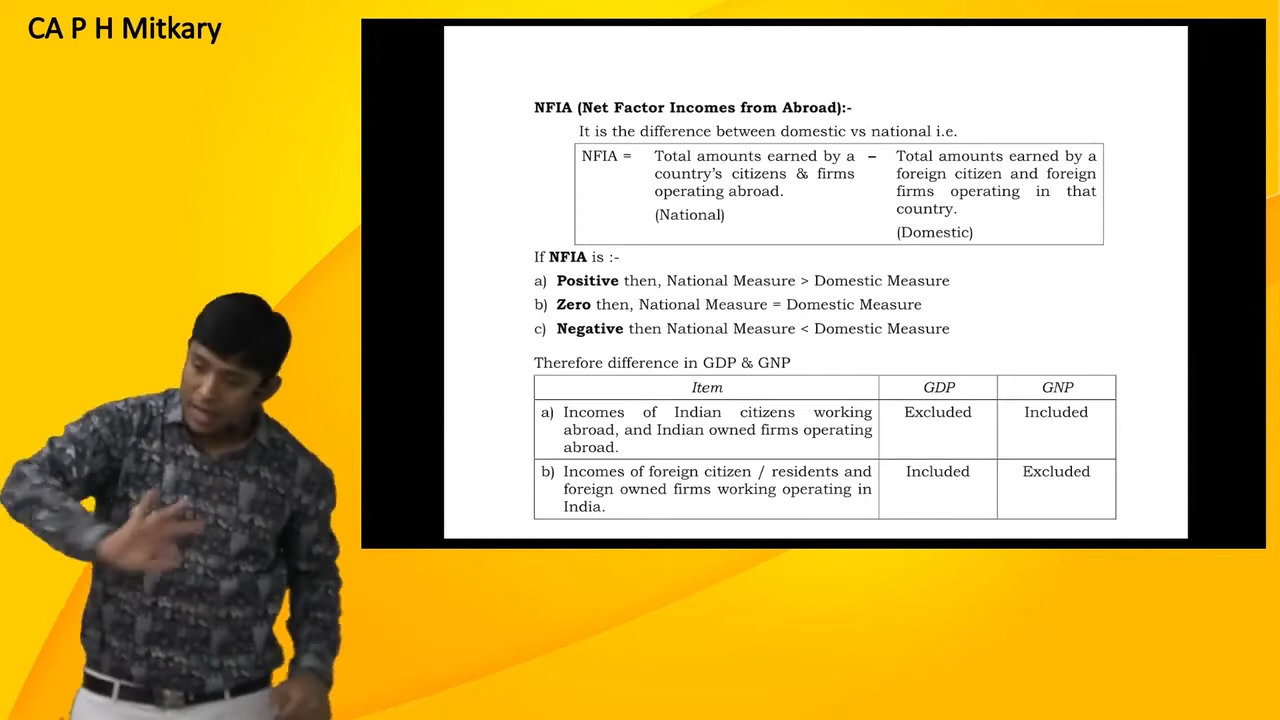 CA P H Mitkary
NFIA (Net Factor Incomes from Abroad):-
It is the difference between domestic vs national i.e.
NFIA = Total amounts earned by a – Total amounts earned by a
country's citizens & firms foreign citizen and foreign
operating abroad. firms operating in that
(National) country.
(Domestic)
If NFIA is :-
a) Positive then, National Measure > Domestic Measure
b) Zero then, National Measure = Domestic Measure
c) Negative then National Measure < Domestic Measure
Therefore difference in GDP & GNP
Item GDP GNP
a) Incomes of Indian citizens working Excluded Included
abroad, and Indian owned firms operating
abroad.
b) Incomes of foreign citizen / residents and Included Excluded
foreign owned firms working operating in
India.